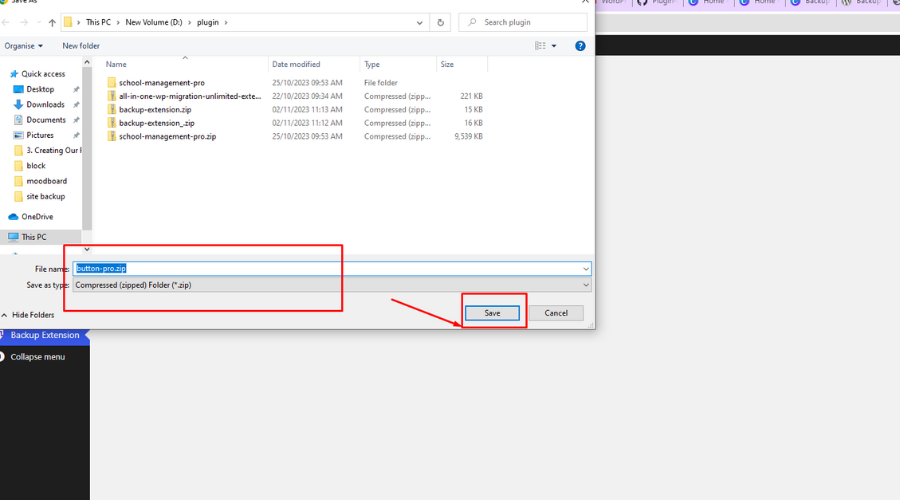 Save As
WordPr
Plugin
Home
Home
Backup
Backup
This PC > New Volume (D:) > plugin >
Search plugin
Organise
New folder
Name Date modified Type Size
Quick access
Desktop
Downloads
Documents
Pictures
3. Creating Our F
block
moodboard
site backup
OneDrive
This PC
school-management-pro 25/10/2023 09:53 AM File folder
all-in-one-wp-migration-unlimited-exte... 22/10/2023 09:34 AM Compressed (zipp... 221 KB
backup-extension.zip 02/11/2023 11:13 AM Compressed (zipp... 15 KB
backup-extension_.zip 02/11/2023 11:12 AM Compressed (zipp... 16 KB
school-management-pro.zip 25/10/2023 09:53 AM Compressed (zipp... 9,539 KB
File name: button-pro.zip
Save as type: Compressed (zipped) Folder (*.zip)
Hide Folders
Save
Cancel
Backup Extension
Collapse menu